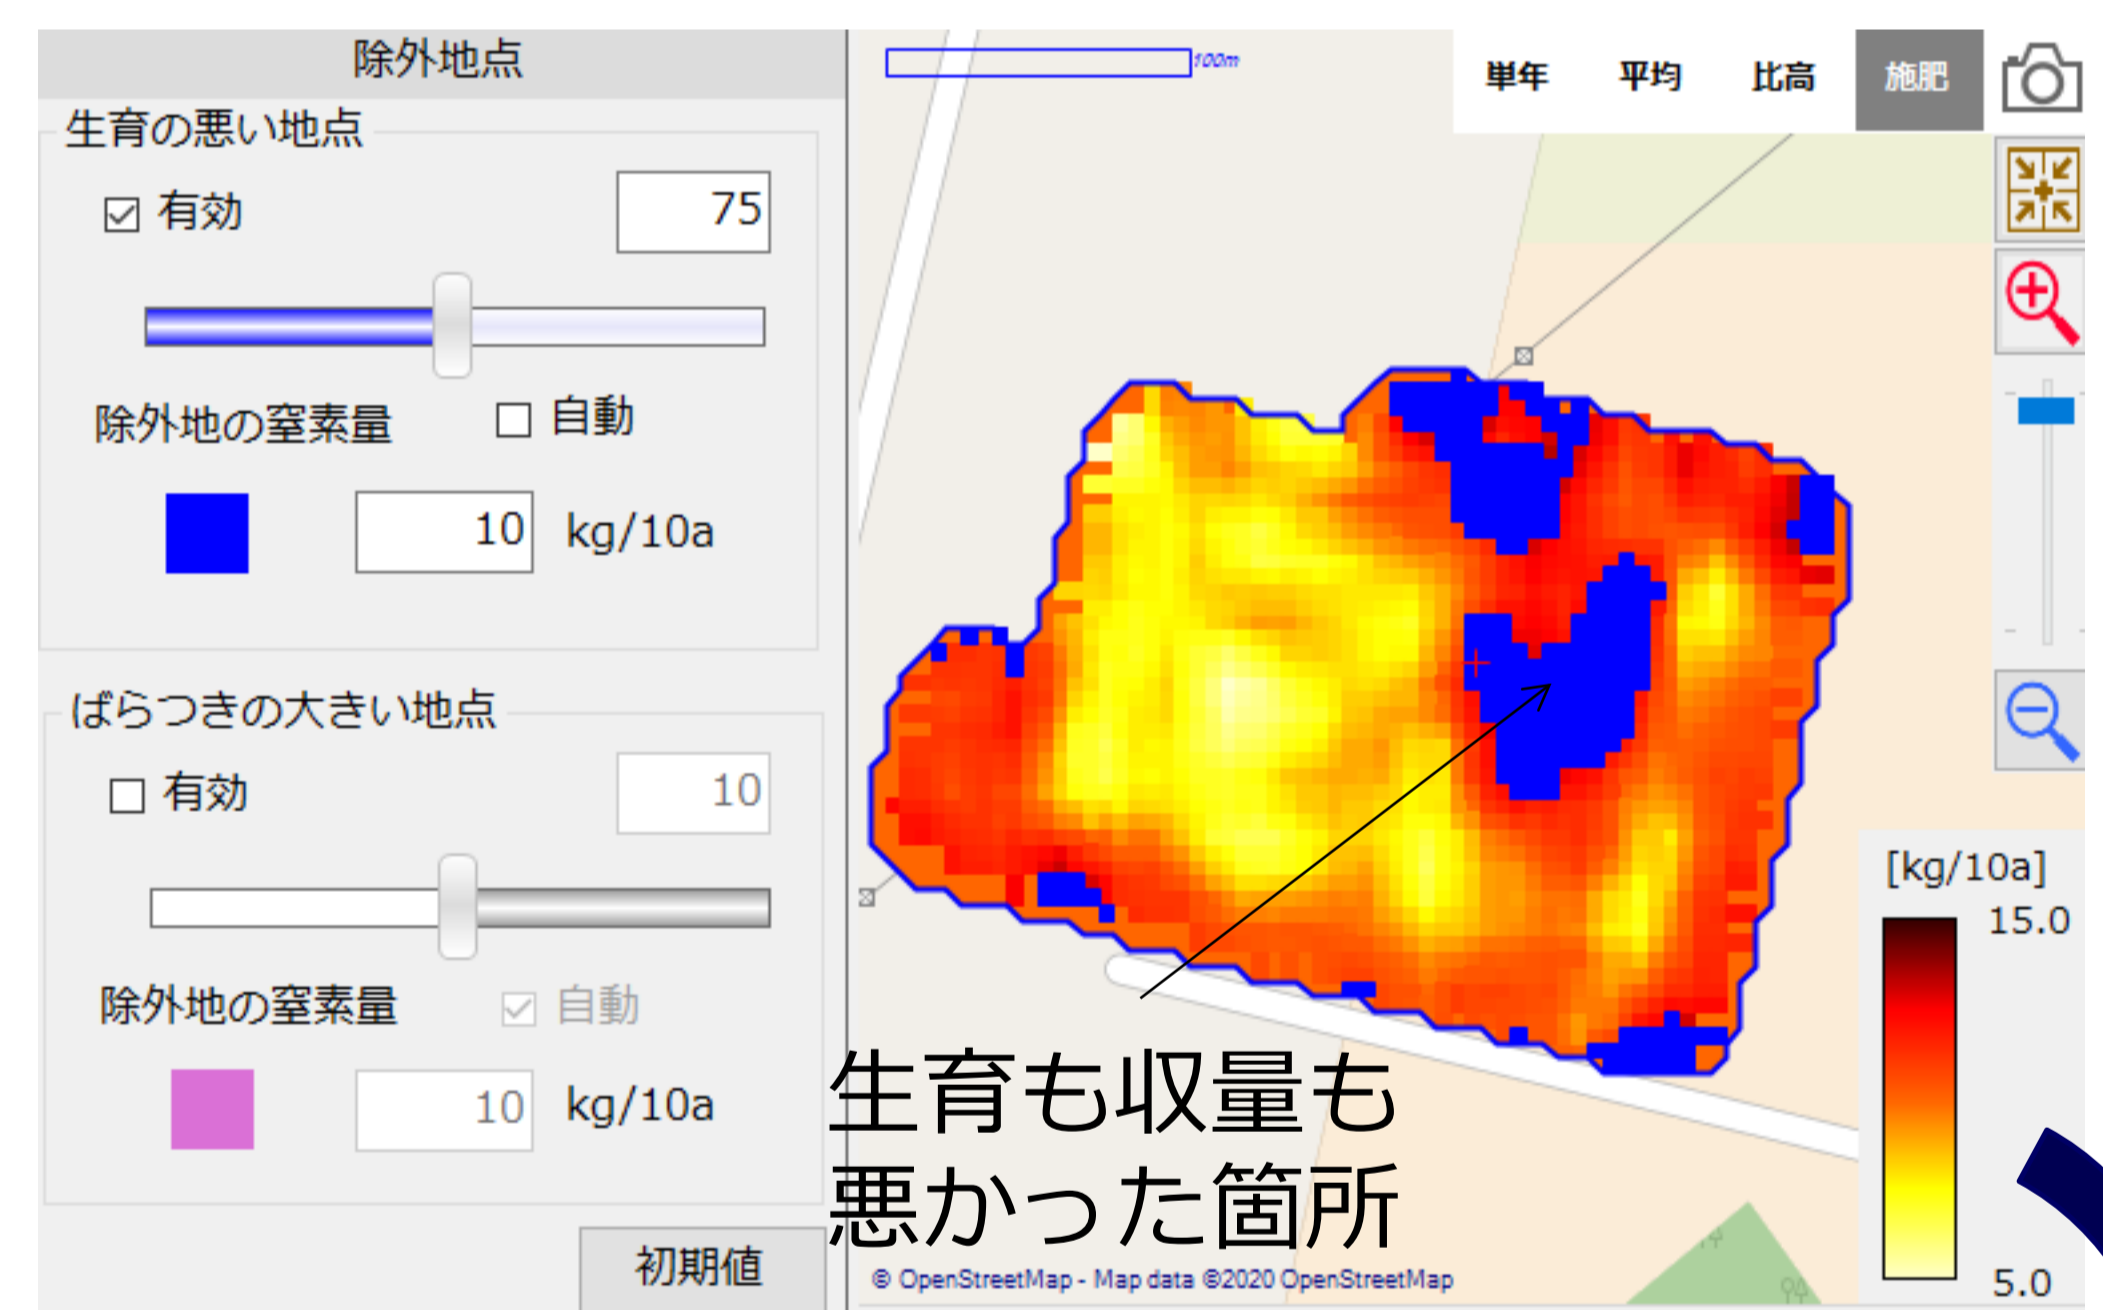 除外地点
生育の悪い地点
有効
75
除外地の窒素量
自動
10
kg/10a
ばらつきの大きい地点
有効
10
除外地の窒素量
自動
10
kg/10a
初期値
100m
単年
平均
比高
施肥
[kg/10a]
15.0
5.0
生育も収量も
悪かった箇所
© OpenStreetMap - Map data ©2020 OpenStreetMap